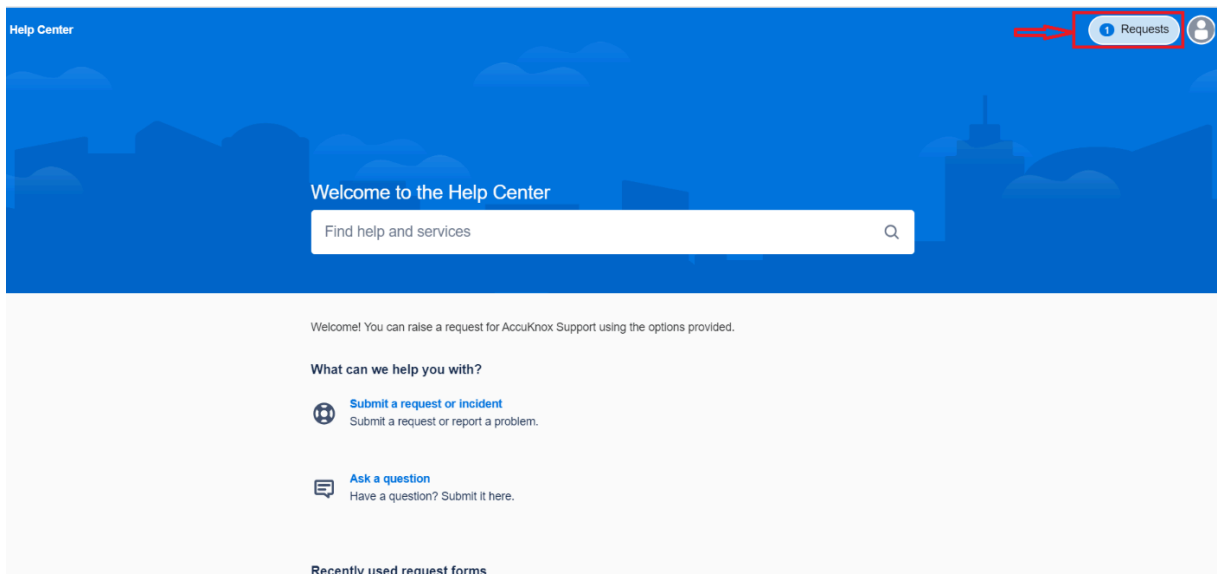 Help Center
1 Requests
Welcome to the Help Center
Find help and services
Welcome! You can raise a request for AccuKnox Support using the options provided.
What can we help you with?
Submit a request or incident
Submit a request or report a problem.
Ask a question
Have a question? Submit it here.
Recently used request forms